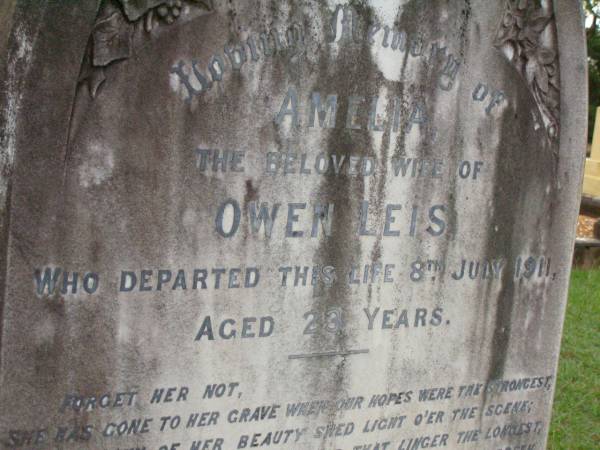 Loving Memory of
AMELIA,
THE BELOVED WIFE OF
OWEN LEIS,
WHO DEPARTED THIS LIFE 8TH JULY 1911,
AGED 23 YEARS.
FORGET HER NOT,
SHE HAS GONE TO HER GRAVE WHEN OUR HOPES WERE THE STRONGEST,
OF HER BEAUTY SHED LIGHT O'ER THE SCENE;
THAT LINGER THE LONGEST,